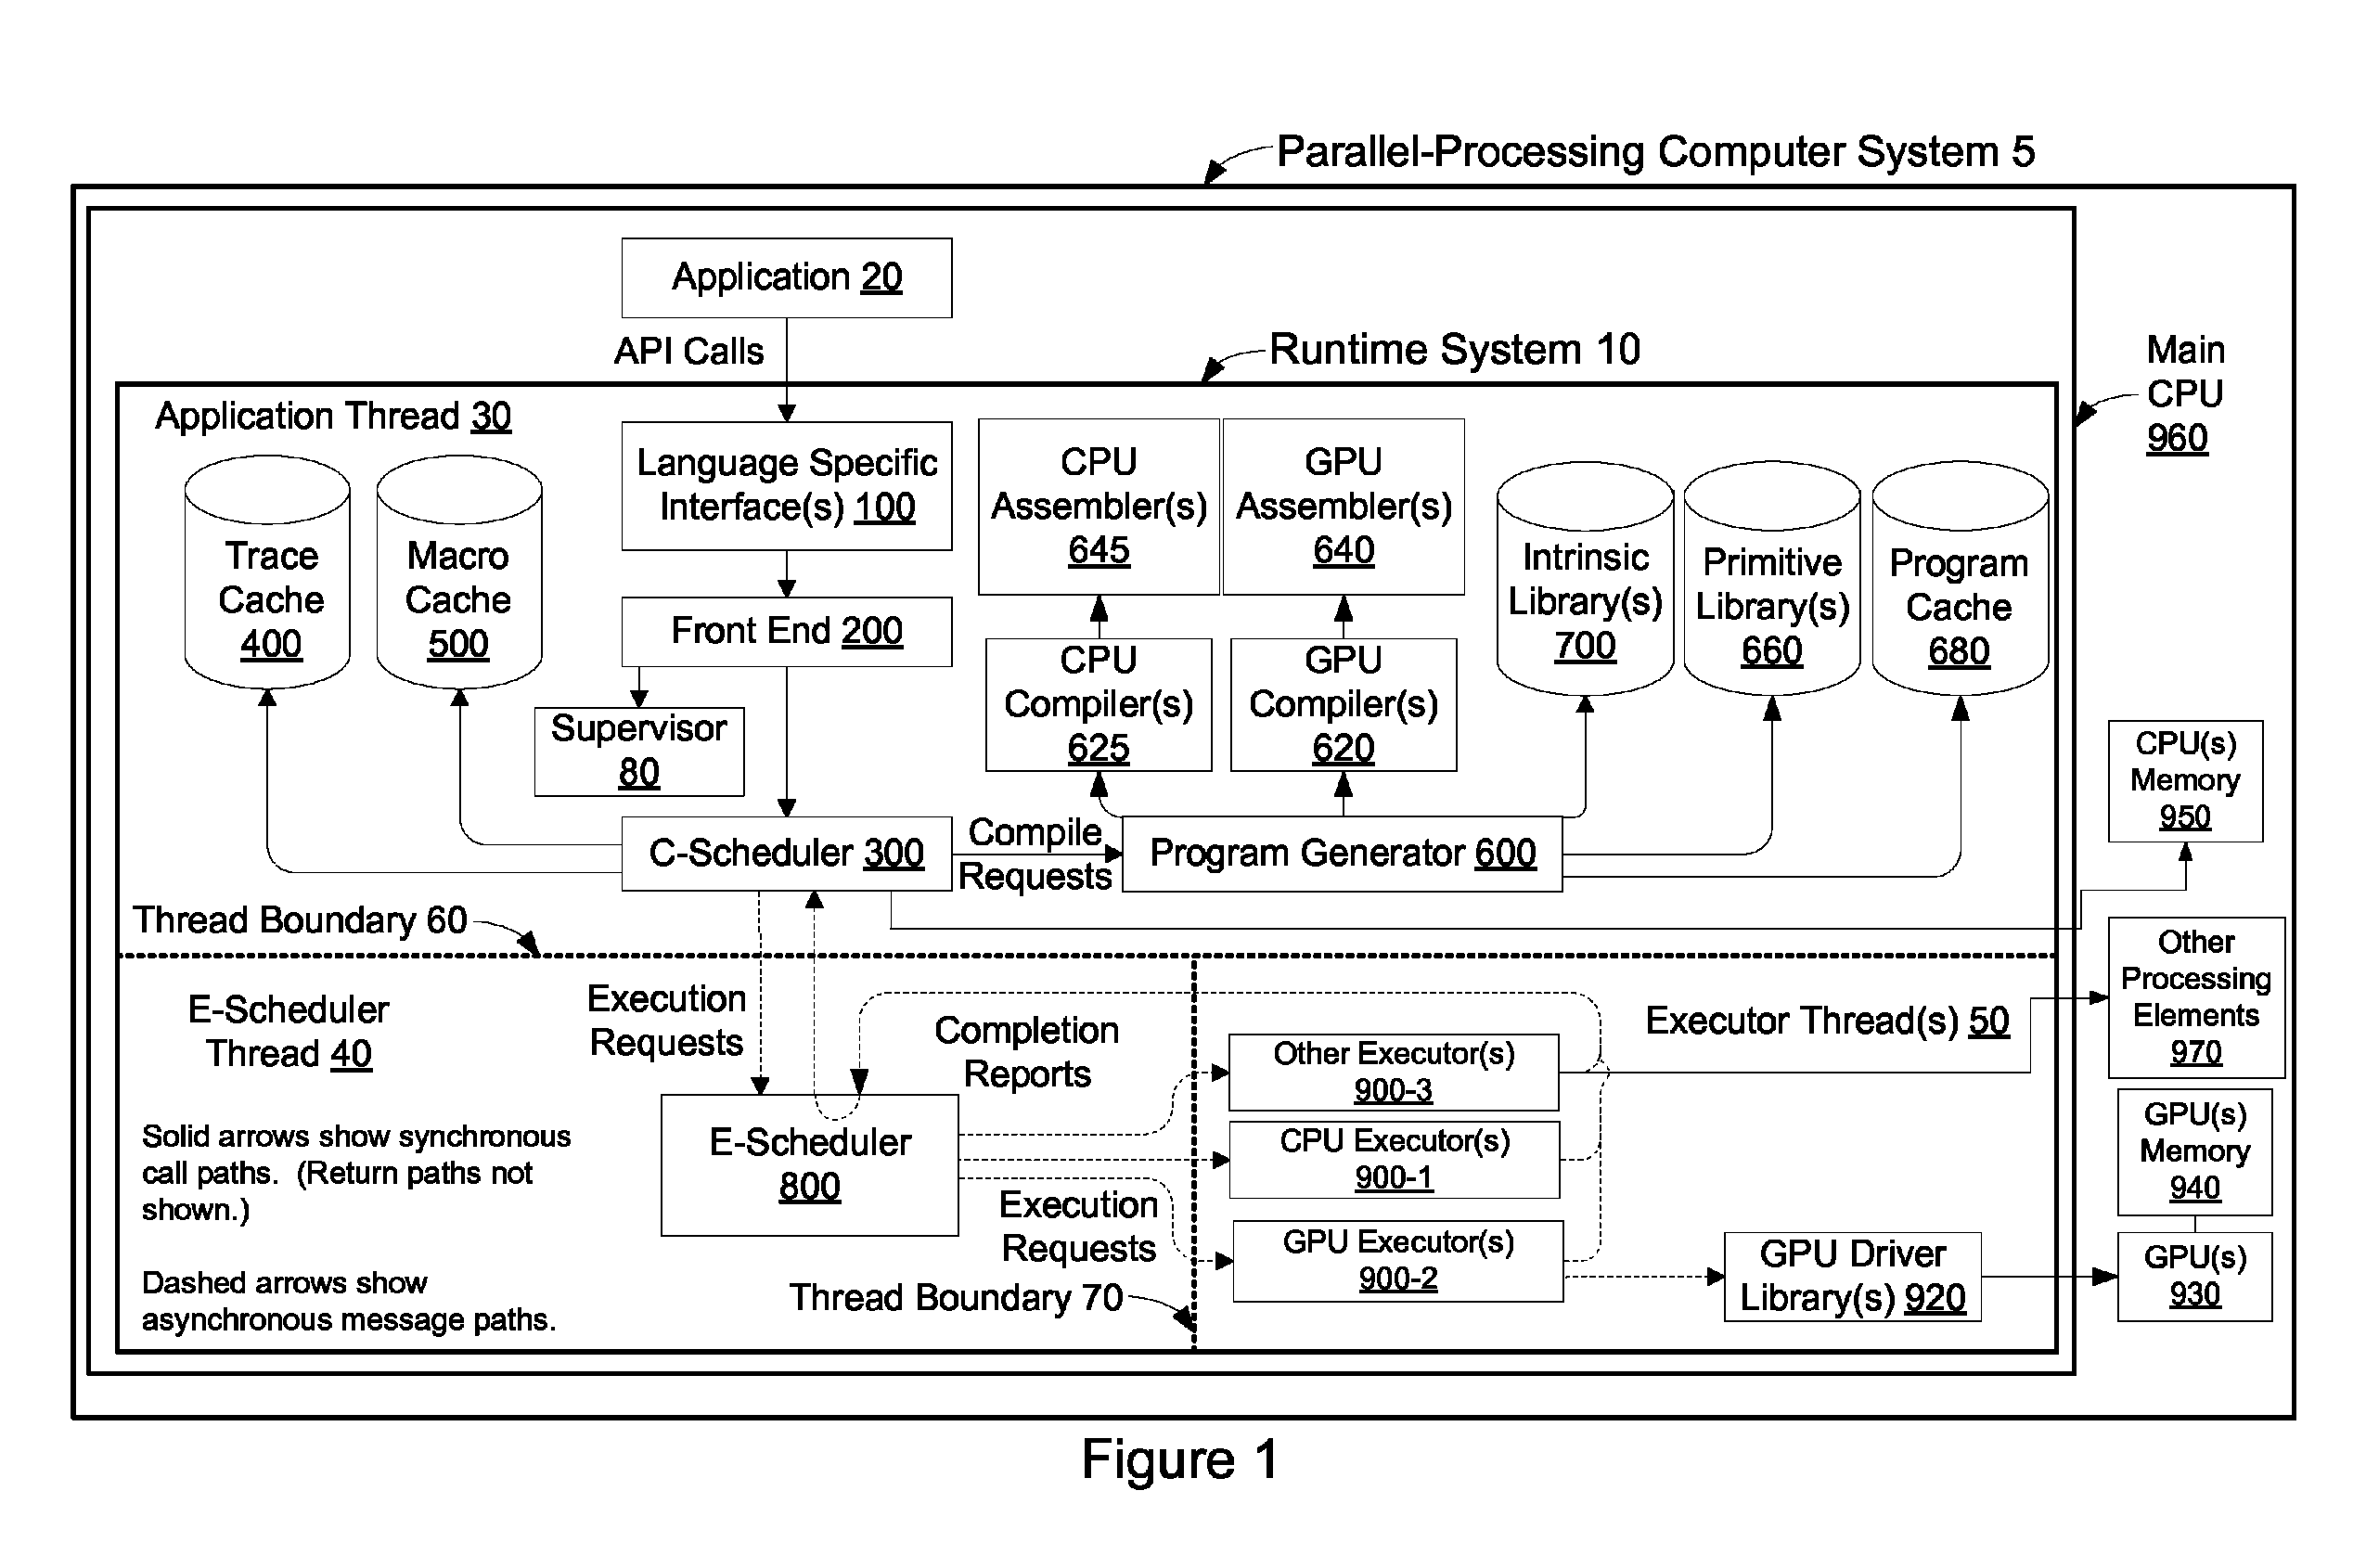 Parallel-Processing Computer System 5
Application 20
API Calls
Runtime System 10
Main
CPU
960
Application Thread 30
Language Specific
Interface(s) 100
CPU
Assembler(s)
645
GPU
Assembler(s)
640
Trace
Cache
400
Macro
Cache
500
Intrinsic
Library(s)
700
Primitive
Library(s)
660
Program
Cache
680
Front End 200
CPU
Compiler(s)
625
GPU
Compiler(s)
620
Supervisor
80
CPU(s)
Memory
950
C-Scheduler 300
Compile
Requests
Program Generator 600
Thread Boundary 60
Other
Processing
Elements
970
E-Scheduler
Thread 40
Execution
Requests
Completion
Reports
Executor Thread(s) 50
Other Executor(s)
900-3
CPU Executor(s)
900-1
GPU Executor(s)
900-2
E-Scheduler
800
Execution
Requests
Solid arrows show synchronous
call paths.  (Return paths not
shown.)
Dashed arrows show
asynchronous message paths.
Thread Boundary 70
GPU Driver
Library(s) 920
GPU(s)
Memory
940
GPU(s)
930
Figure 1